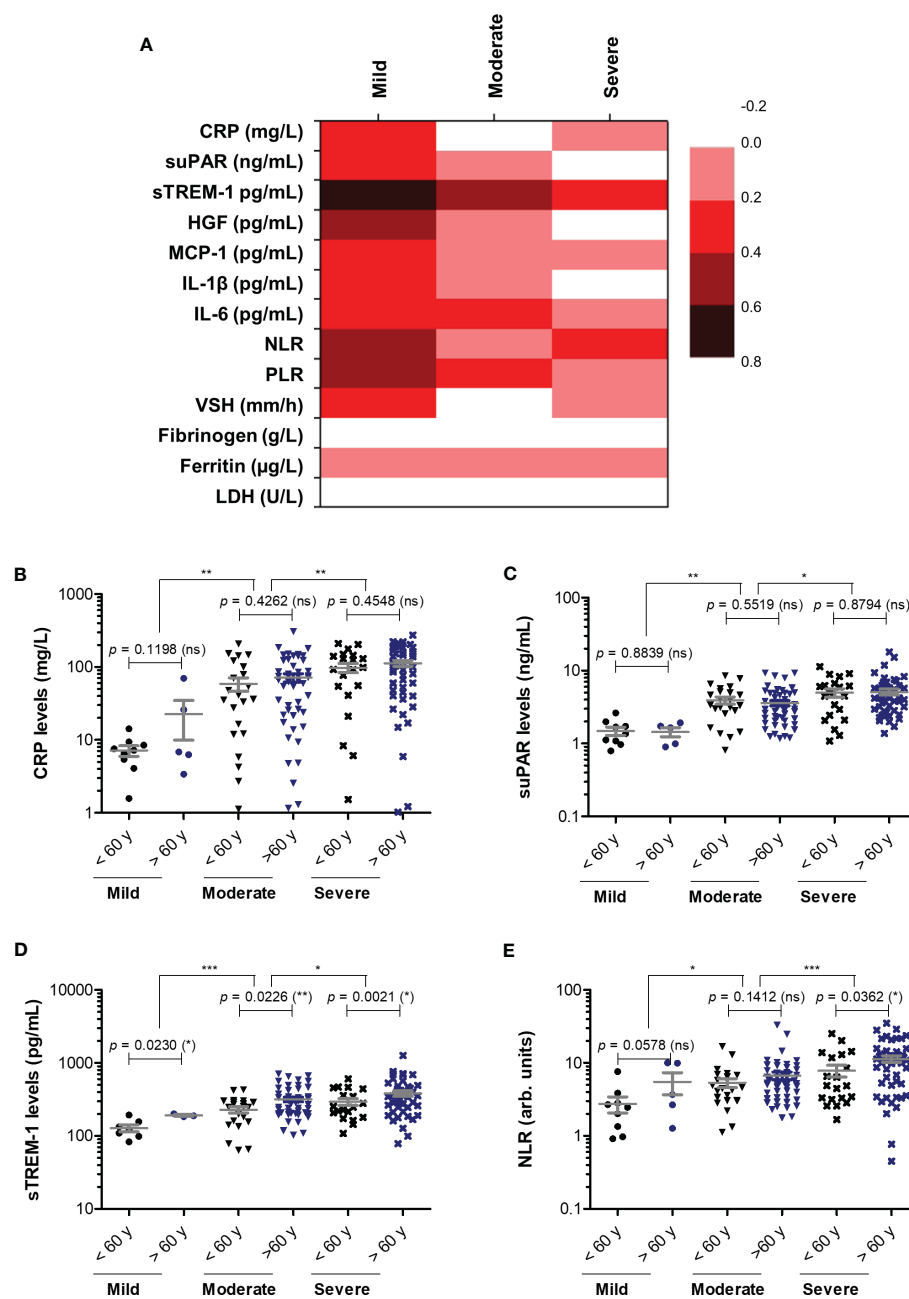 A
Mild
Moderate
Severe
CRP (mg/L)
suPAR (ng/mL)
sTREM-1 pg/mL)
HGF (pg/mL)
MCP-1 (pg/mL)
IL-1β (pg/mL)
IL-6 (pg/mL)
NLR
PLR
VSH (mm/h)
Fibrinogen (g/L)
Ferritin (µg/L)
LDH (U/L)
-0.2
0.0
0.2
0.4
0.6
0.8
B
CRP levels (mg/L)
1000
100
10
1
**
**
p = 0.1198 (ns)
p = 0.4262 (ns)
p = 0.4548 (ns)
< 60 y
> 60 y
< 60 y
>60 y
< 60 y
> 60 y
Mild
Moderate
Severe
C
suPAR levels (ng/mL)
100
10
1
0.1
**
*
p = 0.8839 (ns)
p = 0.5519 (ns)
p = 0.8794 (ns)
< 60 y
> 60 y
< 60 y
>60 y
< 60 y
> 60 y
Mild
Moderate
Severe
D
sTREM-1 levels (pg/mL)
10000
1000
100
10
***
*
p = 0.0230 (*)
p = 0.0226 (**)
p = 0.0021 (*)
< 60 y
> 60 y
< 60 y
>60 y
< 60 y
> 60 y
Mild
Moderate
Severe
E
NLR (arb. units)
100
10
1
0.1
*
***
p = 0.0578 (ns)
p = 0.1412 (ns)
p = 0.0362 (*)
< 60 y
> 60 y
< 60 y
>60 y
< 60 y
> 60 y
Mild
Moderate
Severe